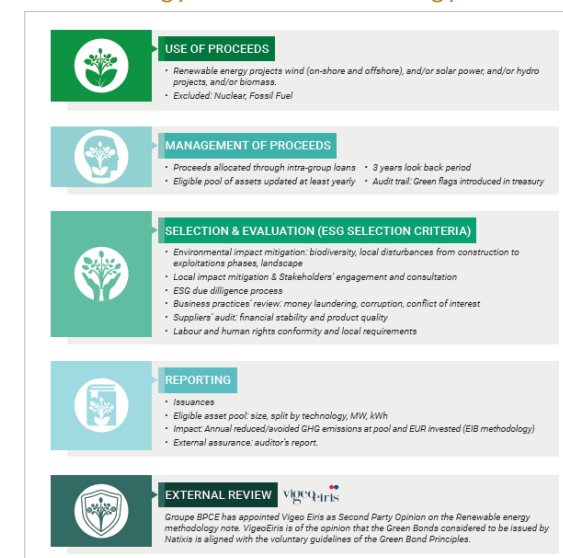 USE OF PROCEEDS
• Renewable energy projects wind (on-shore and offshore), and/or solar power, and/or hydro
projects, and/or biomass.
• Excluded: Nuclear, Fossil Fuel
MANAGEMENT OF PROCEEDS
• Proceeds allocated through intra-group loans • 3 years look back period
• Eligible pool of assets updated at least yearly • Audit trail: Green flags introduced in treasury
SELECTION & EVALUATION (ESG SELECTION CRITERIA)
• Environmental impact mitigation: biodiversity, local disturbances from construction to
exploitations phases, landscape
• Local impact mitigation & Stakeholders' engagement and consultation
• ESG due dilligence process
• Business practices' review: money laundering, corruption, conflict of interest
• Suppliers' audit: financial stability and product quality
• Labour and human rights conformity and local requirements
REPORTING
• Issuances
• Eligible asset pool: size, split by technology, MW, kWh
• Impact: Annual reduced/avoided GHG emissions at pool and EUR invested (EIB methodology)
• External assurance: auditor's report.
EXTERNAL REVIEW vigeoeiris
Groupe BPCE has appointed Vigeo Eiris as Second Party Opinion on the Renewable energy
methodology note. VigeoEiris is of the opinion that the Green Bonds considered to be issued by
Natixis is aligned with the voluntary guidelines of the Green Bond Principles.